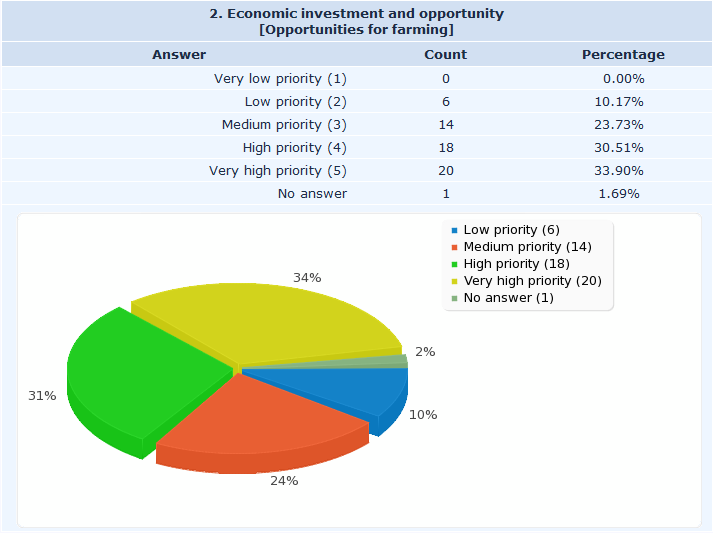 2. Economic investment and opportunity
[Opportunities for farming]
Answer Count Percentage
Very low priority (1) 0 0.00%
Low priority (2) 6 10.17%
Medium priority (3) 14 23.73%
High priority (4) 18 30.51%
Very high priority (5) 20 33.90%
No answer 1 1.69%
Low priority (6)
Medium priority (14)
High priority (18)
Very high priority (20)
No answer (1)
34%
2%
31%
10%
24%